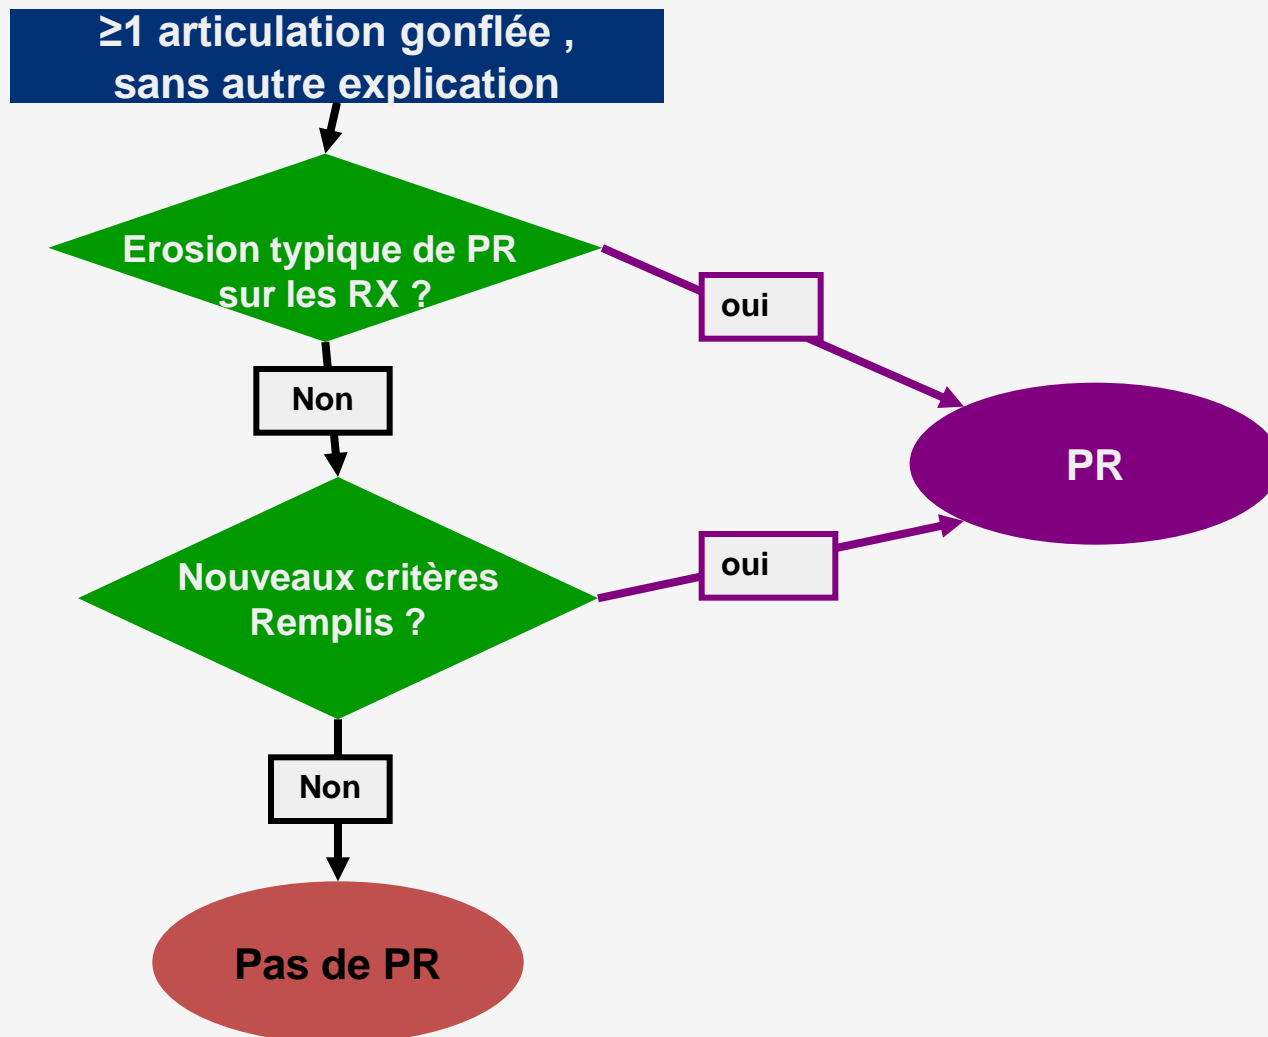 ≥1 articulation gonflée ,
sans autre explication
Erosion typique de PR
sur les RX ?
oui
Non
PR
Nouveaux critères
Remplis ?
oui
Non
Pas de PR